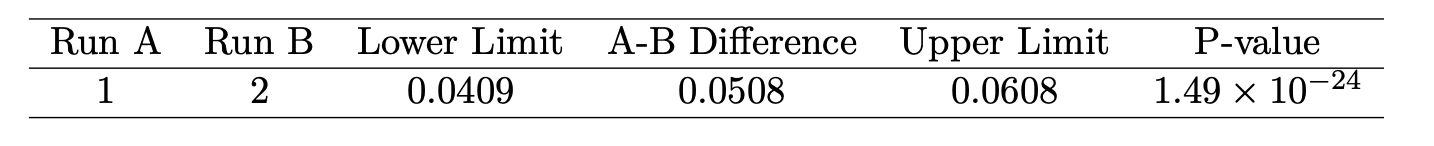 Run A Run B Lower Limit A-B Difference Upper Limit P-value
1 2 0.0409 0.0508 0.0608 1.49 × 10⁻²⁴